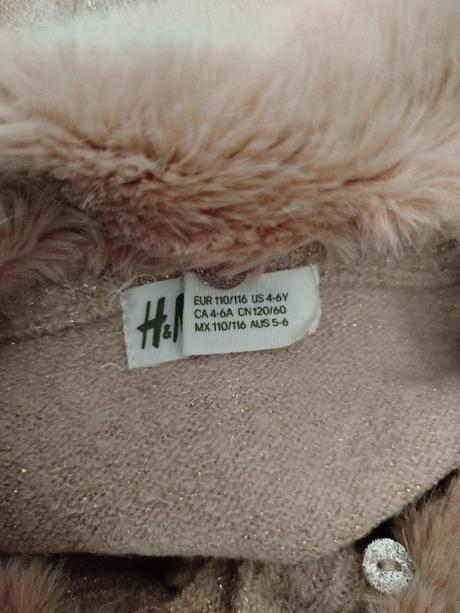 H&M
EUR 110/116 US 4-6Y
CA 4-6A CN 120/60
MX 110/116 AUS 5-6